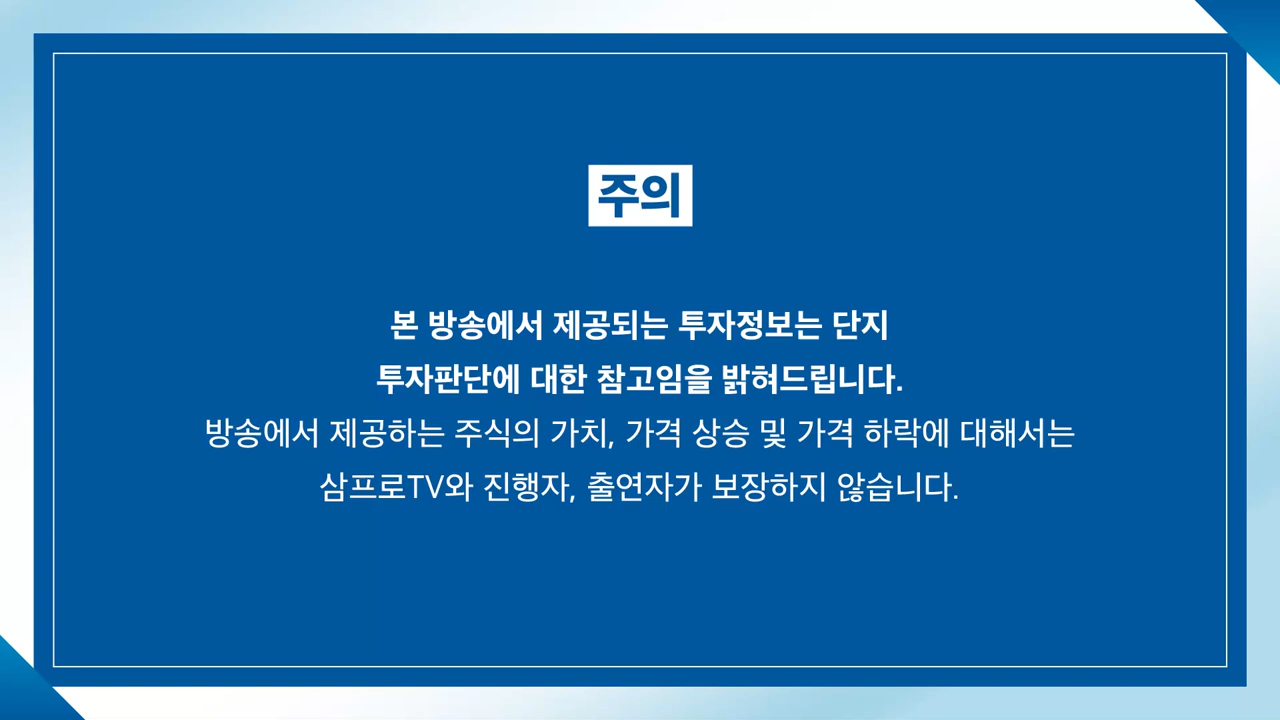 주의
본 방송에서 제공되는 투자정보는 단지
투자판단에 대한 참고임을 밝혀드립니다.
방송에서 제공하는 주식의 가치, 가격 상승 및 가격 하락에 대해서는
삼프로TV와 진행자, 출연자가 보장하지 않습니다.